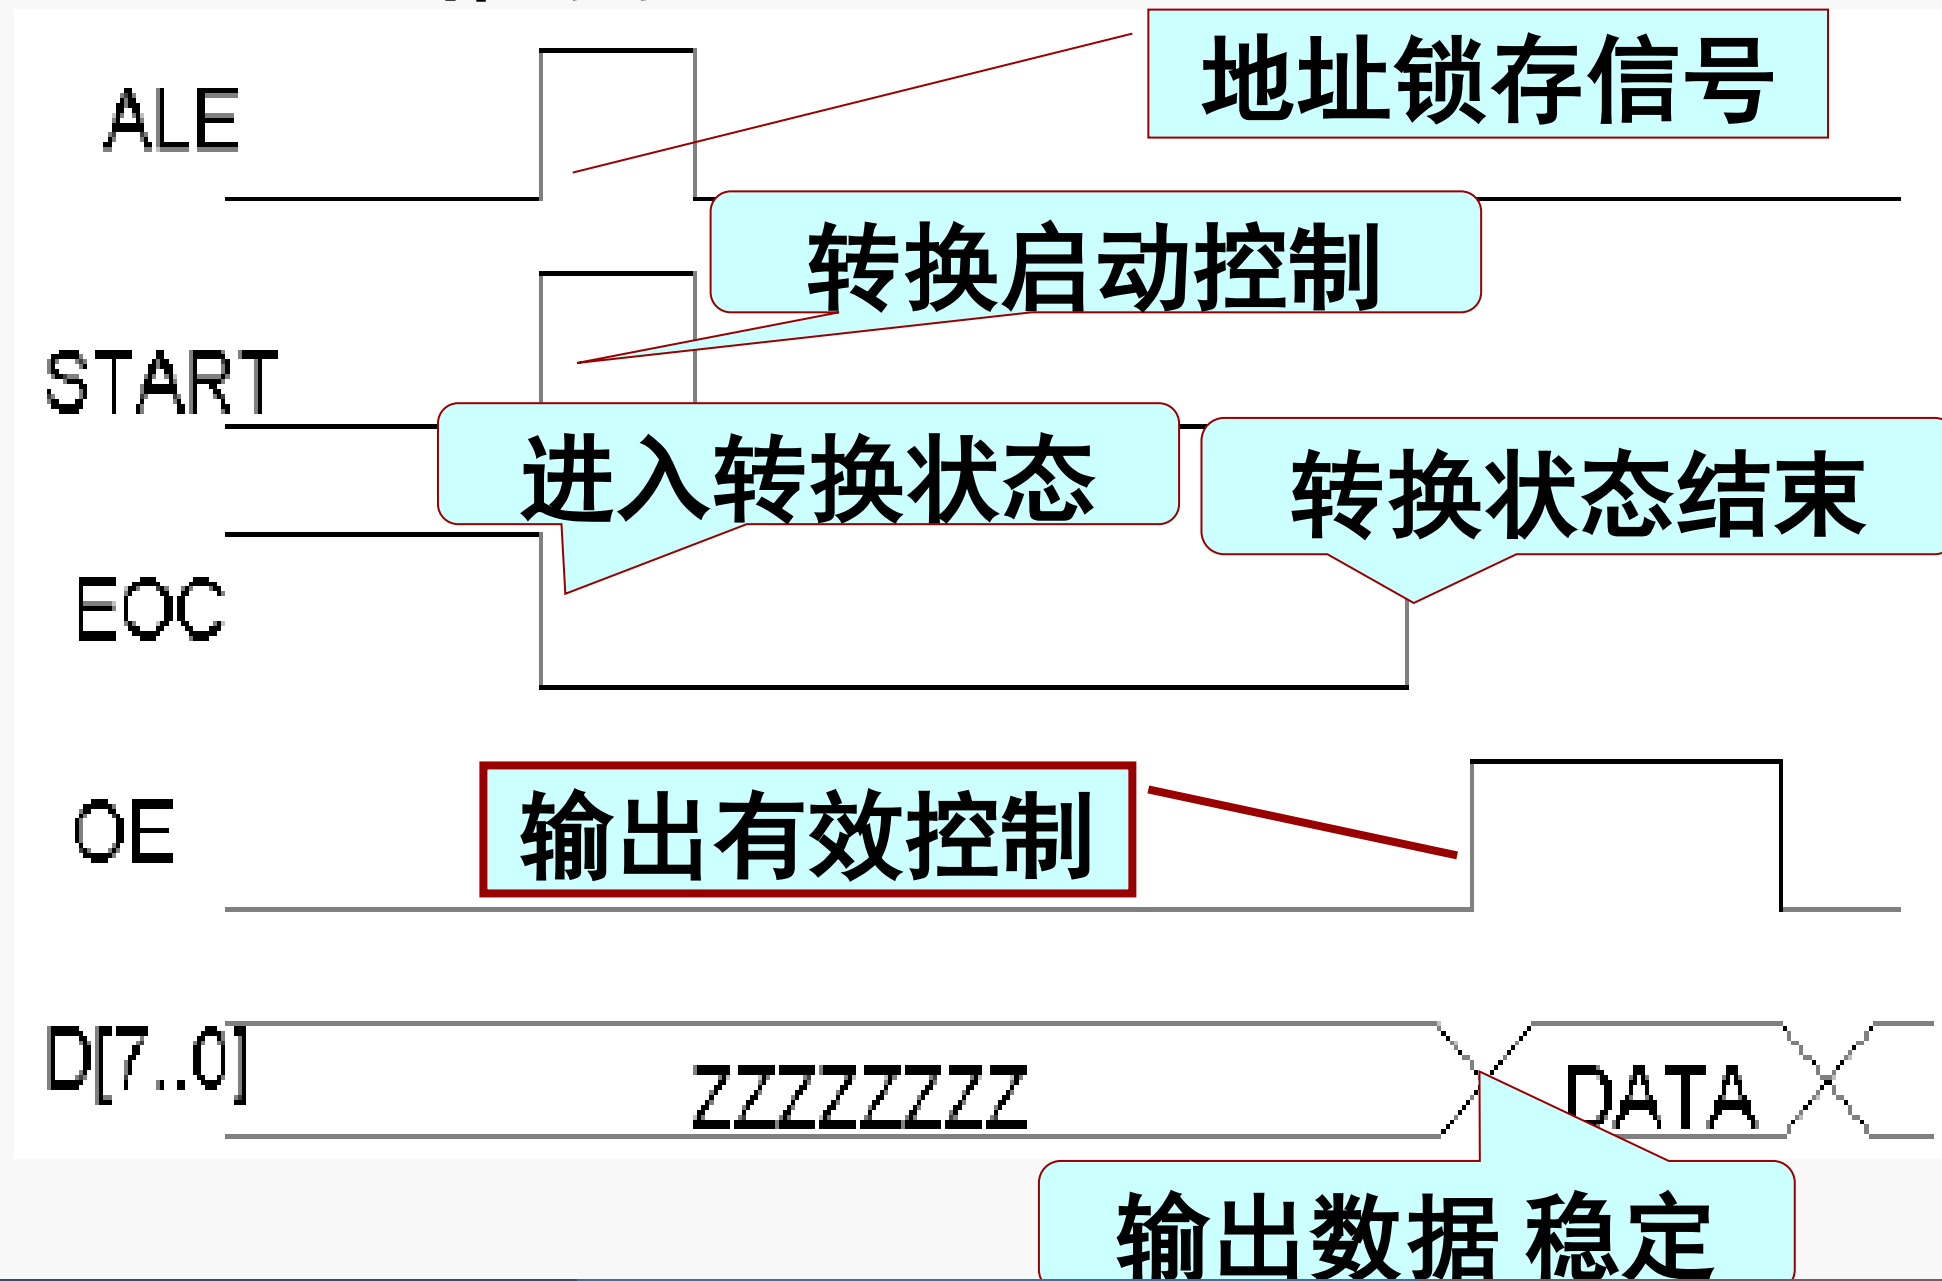 地址锁存信号
ALE
转换启动控制
START
进入转换状态
转换状态结束
EOC
输出有效控制
OE
D[7..0]
ZZZZZZZZ
DATA
输出数据 稳定